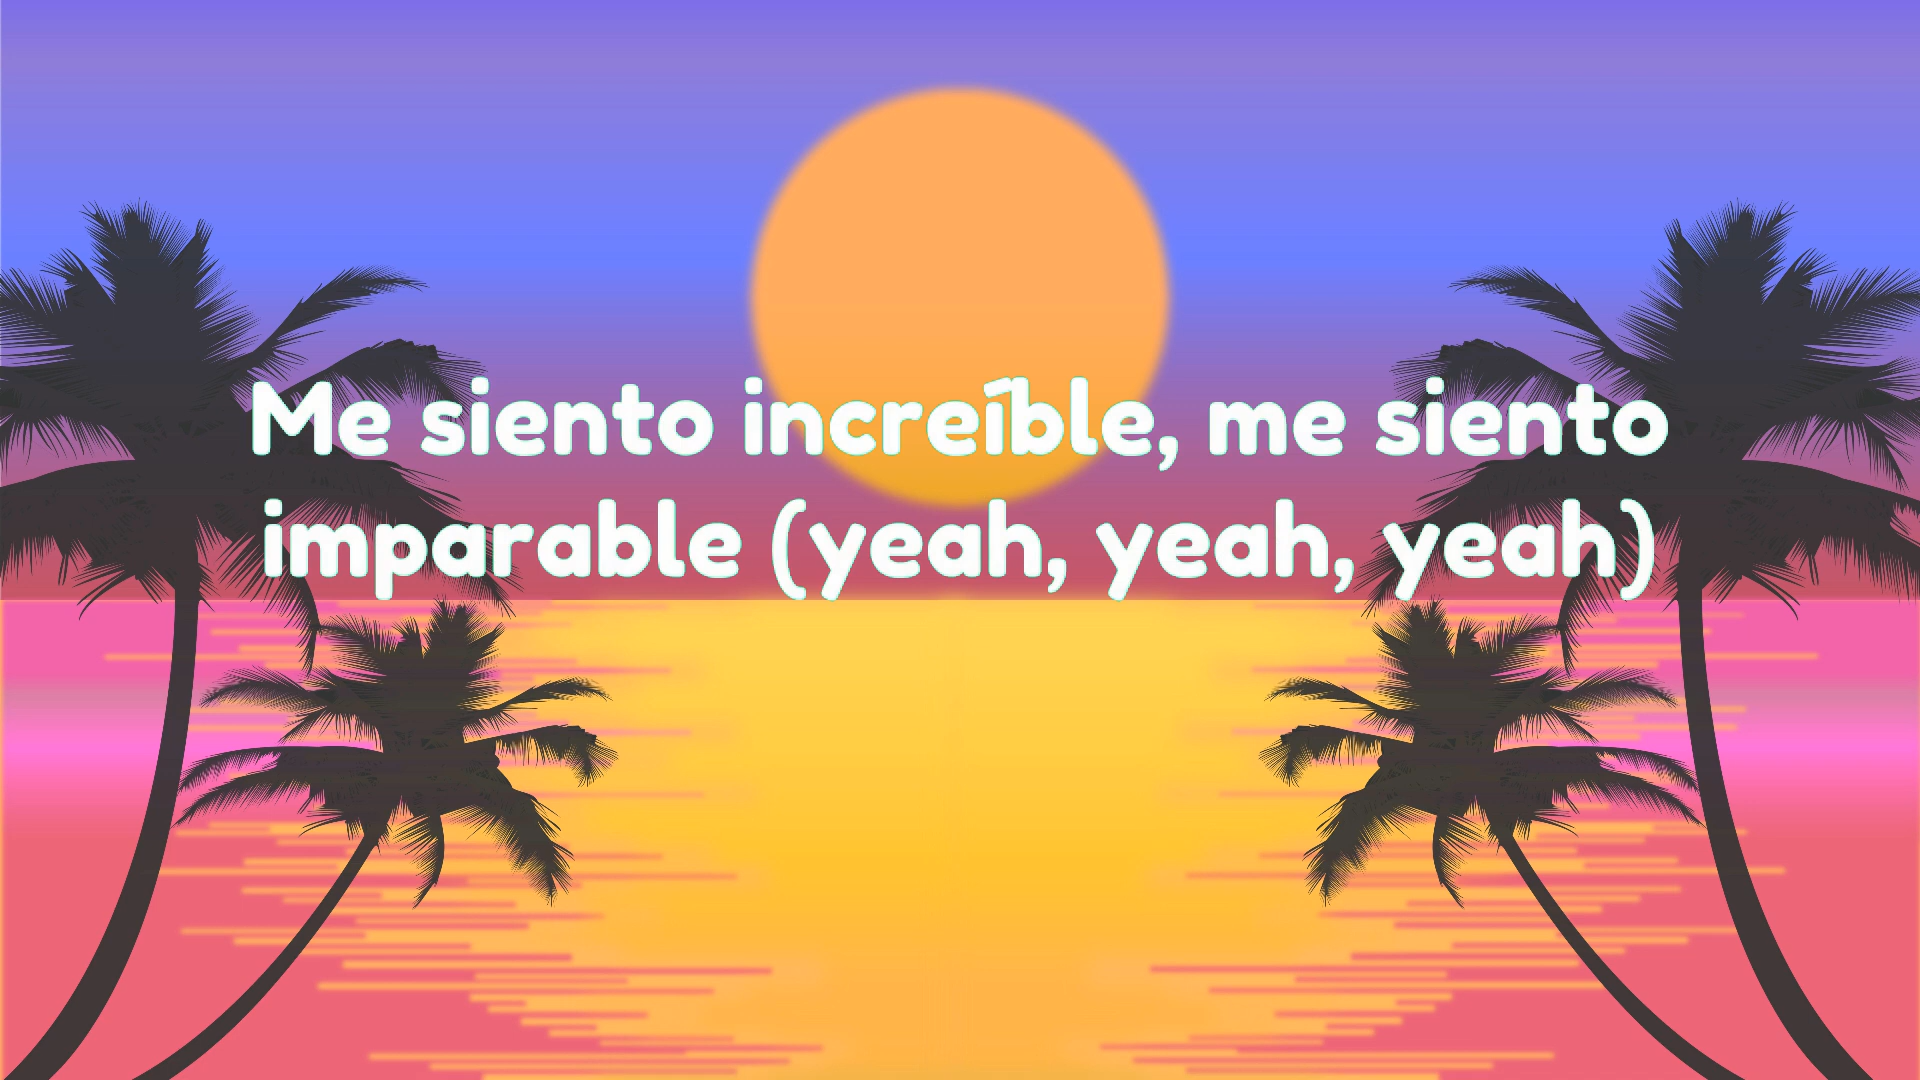 Me siento increíble, me siento
imparable (yeah, yeah, yeah)